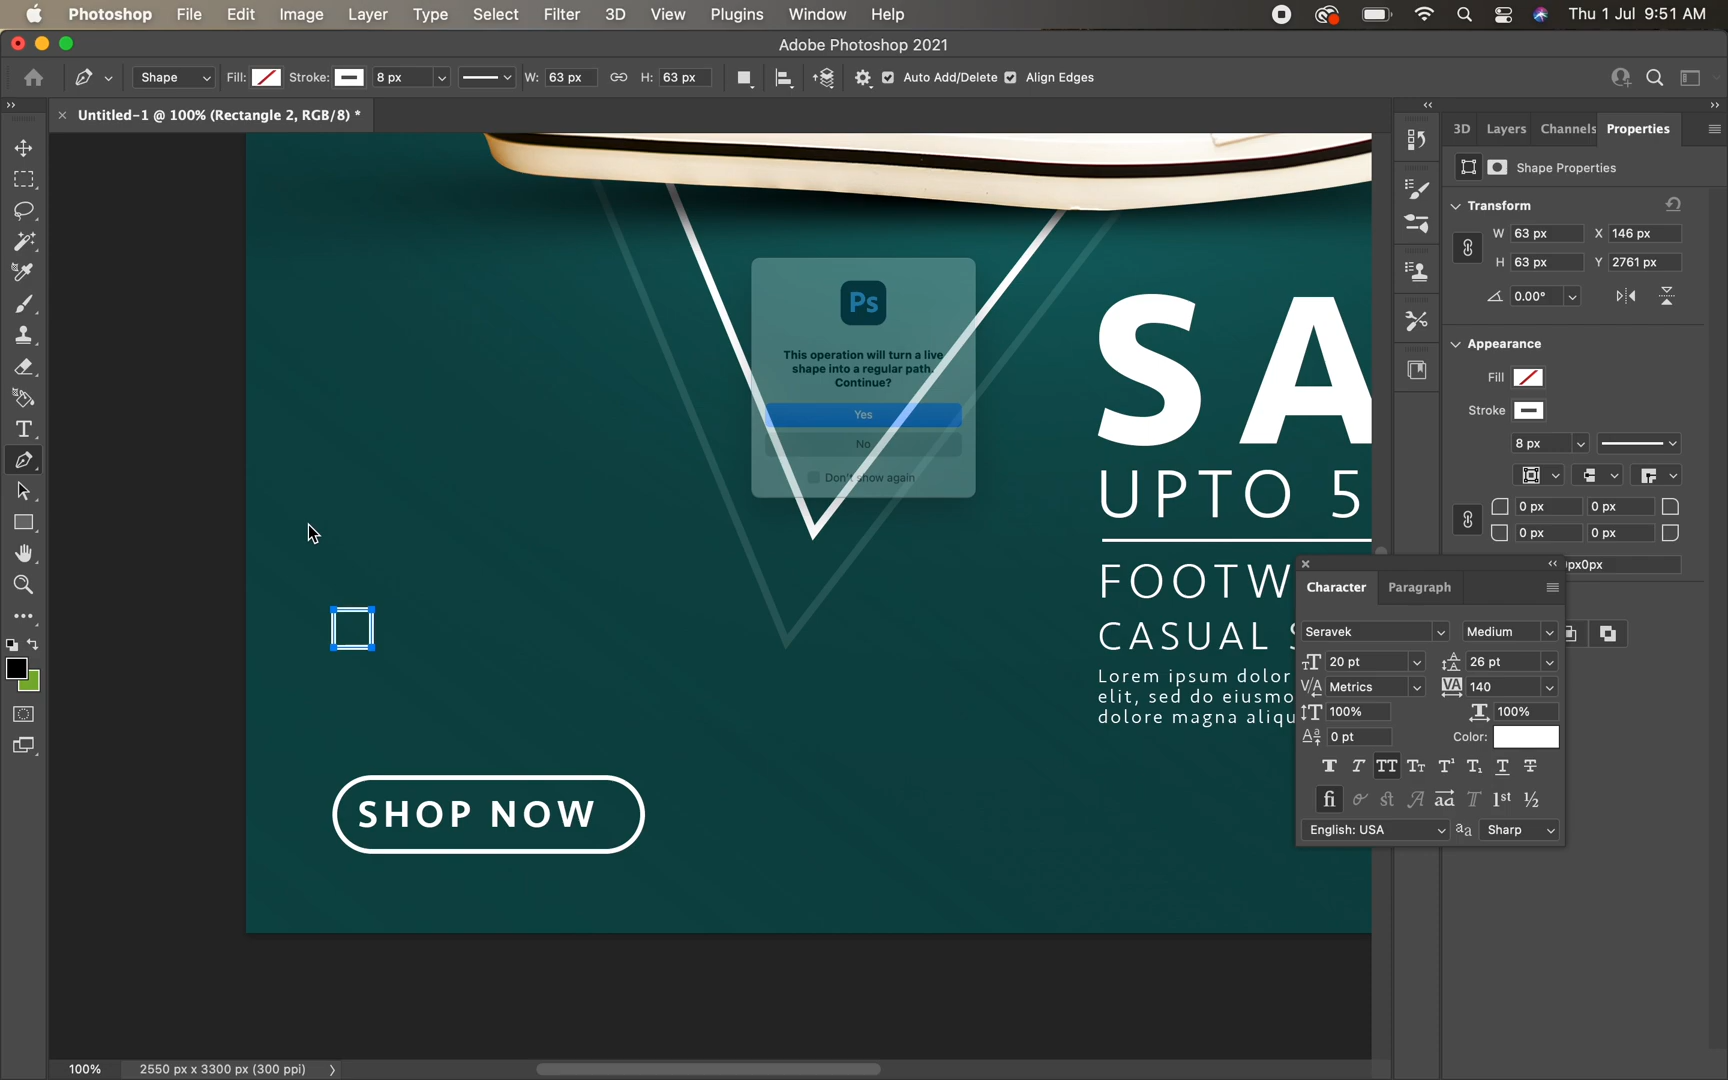 Photoshop File Edit Image Layer Type Select Filter 3D View Plugins Window Help Thu 1 Jul 9:51 AM
Adobe Photoshop 2021
Shape Fill: Stroke: 8 px W: 63 px H: 63 px Auto Add/Delete Align Edges
Untitled-1 @ 100% (Rectangle 2, RGB/8) *
3D Layers Channels Properties
Shape Properties
Transform
W 63 px X 146 px
H 63 px Y 2761 px
0.00°
Appearance
Fill
Stroke
8 px
0 px 0 px
0 px 0 px
0px0px
Ps
This operation will turn a live
shape into a regular path.
Continue?
Yes
No
Don't show again
SA
UPTO 5
FOOTW
CASUAL S
Lorem ipsum dolor
elit, sed do eiusmo
dolore magna aliqu
SHOP NOW
Character Paragraph
Seravek Medium
20 pt 26 pt
Metrics 140
100% 100%
0 pt Color:
English: USA Sharp
100% 2550 px x 3300 px (300 ppi)